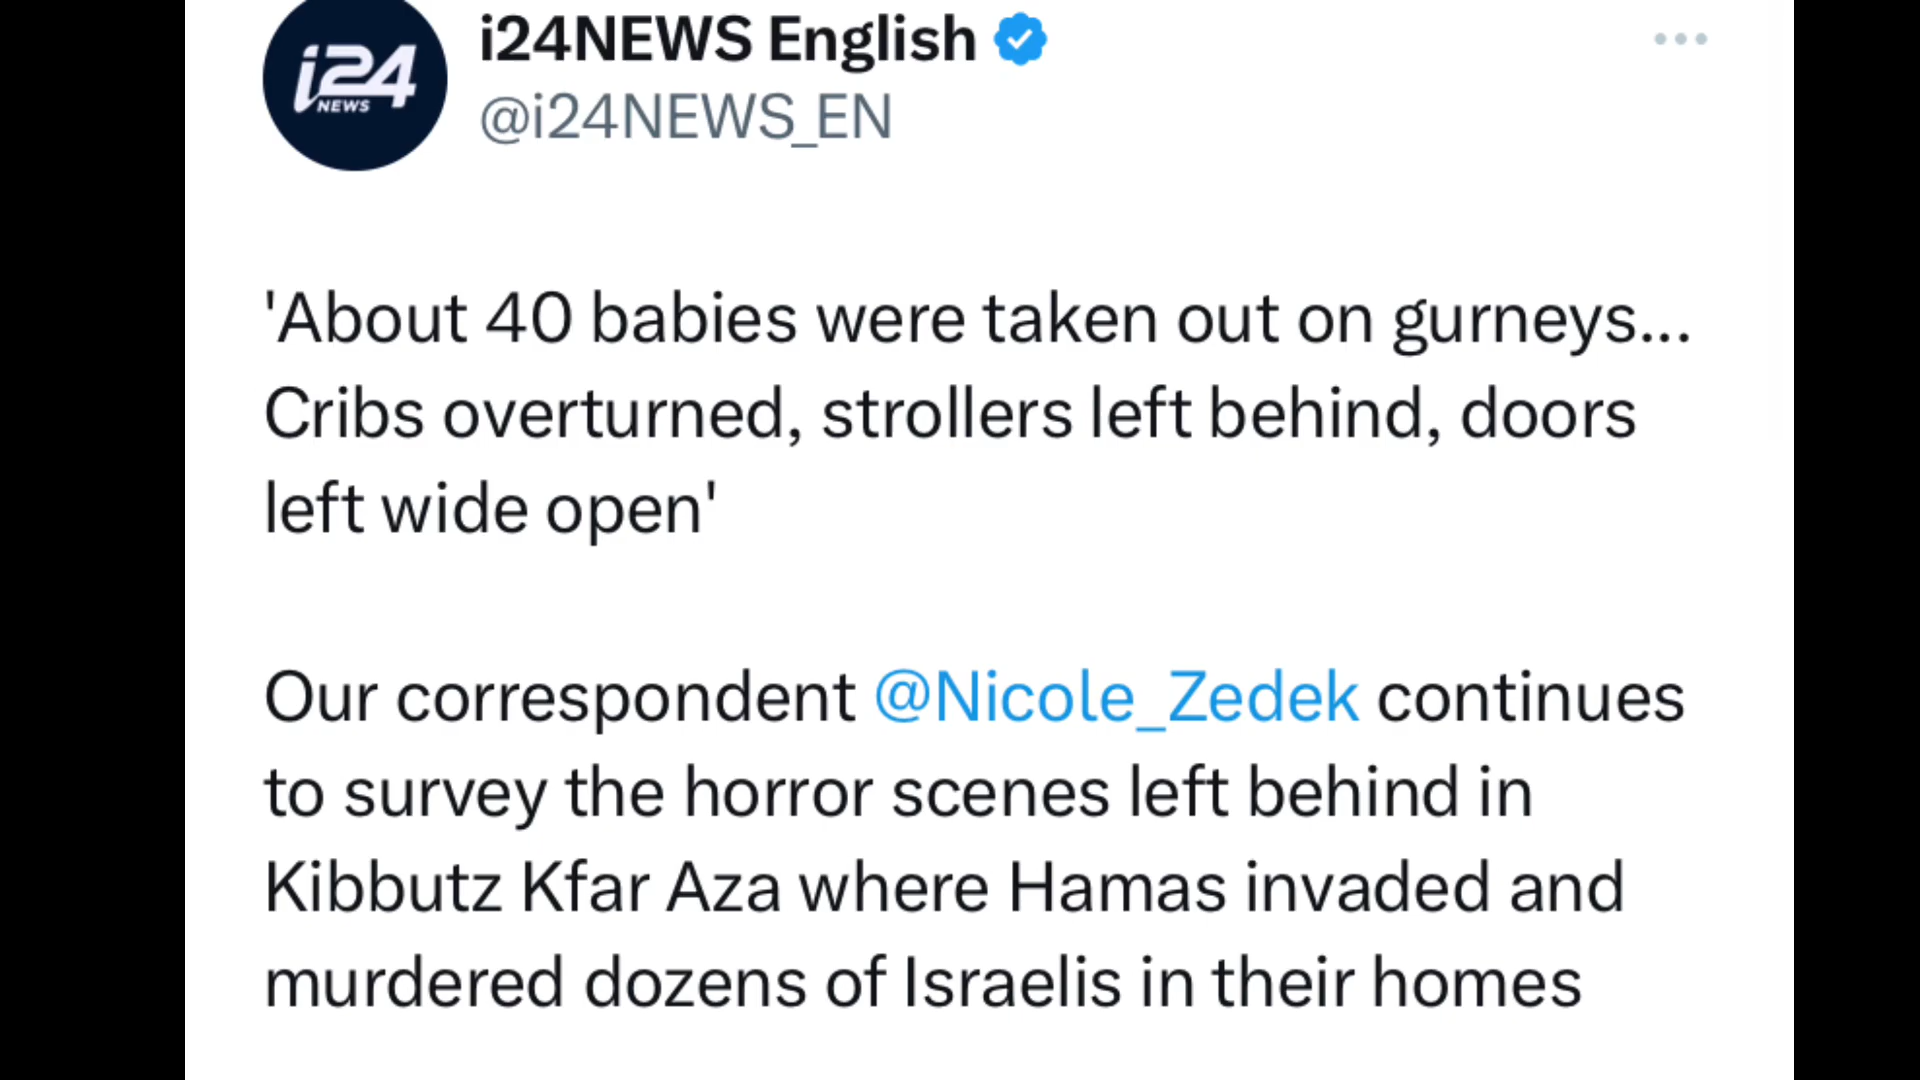 i24NEWS English
@i24NEWS_EN
i24
NEWS
'About 40 babies were taken out on gurneys...
Cribs overturned, strollers left behind, doors
left wide open'
Our correspondent @Nicole_Zedek continues
to survey the horror scenes left behind in
Kibbutz Kfar Aza where Hamas invaded and
murdered dozens of Israelis in their homes